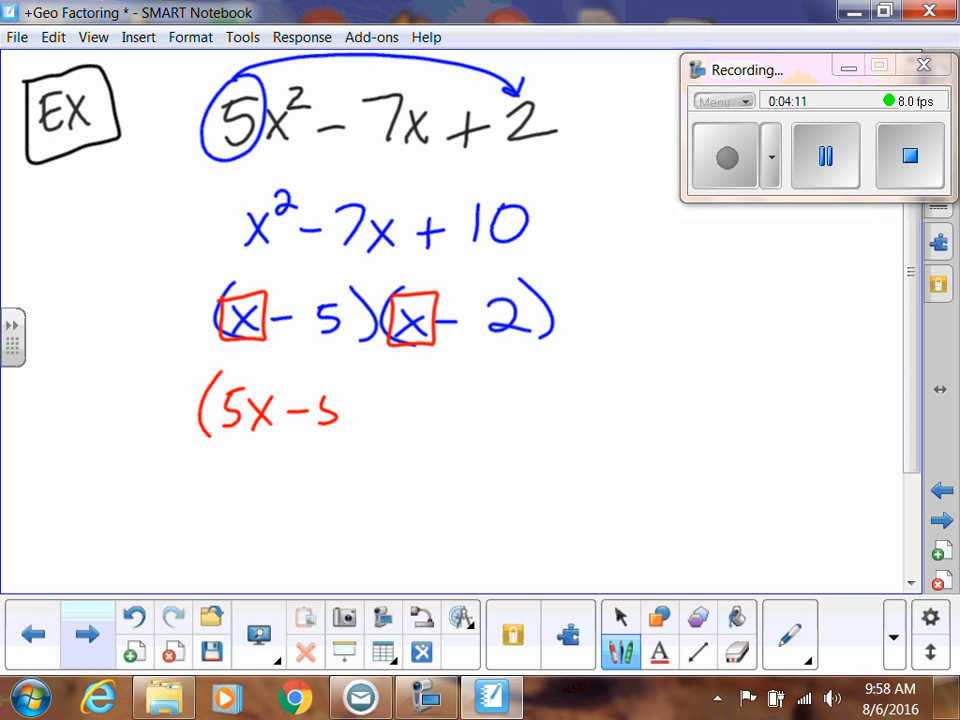 +Geo Factoring * - SMART Notebook
File Edit View Insert Format Tools Response Add-ons Help
EX
5x² - 7x + 2
Recording...
Menu 0:04:11 8.0 fps
x² - 7x + 10
(x - 5)(x - 2)
(5x - 5
9:58 AM
8/6/2016